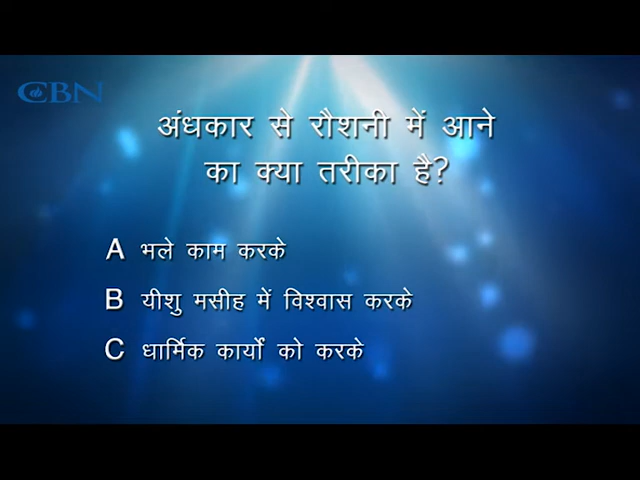 CBN
अंधकार से रौशनी में आने
का क्या तरीका है?
A भले काम करके
B यीशु मसीह में विश्वास करके
C धार्मिक कार्यों को करके